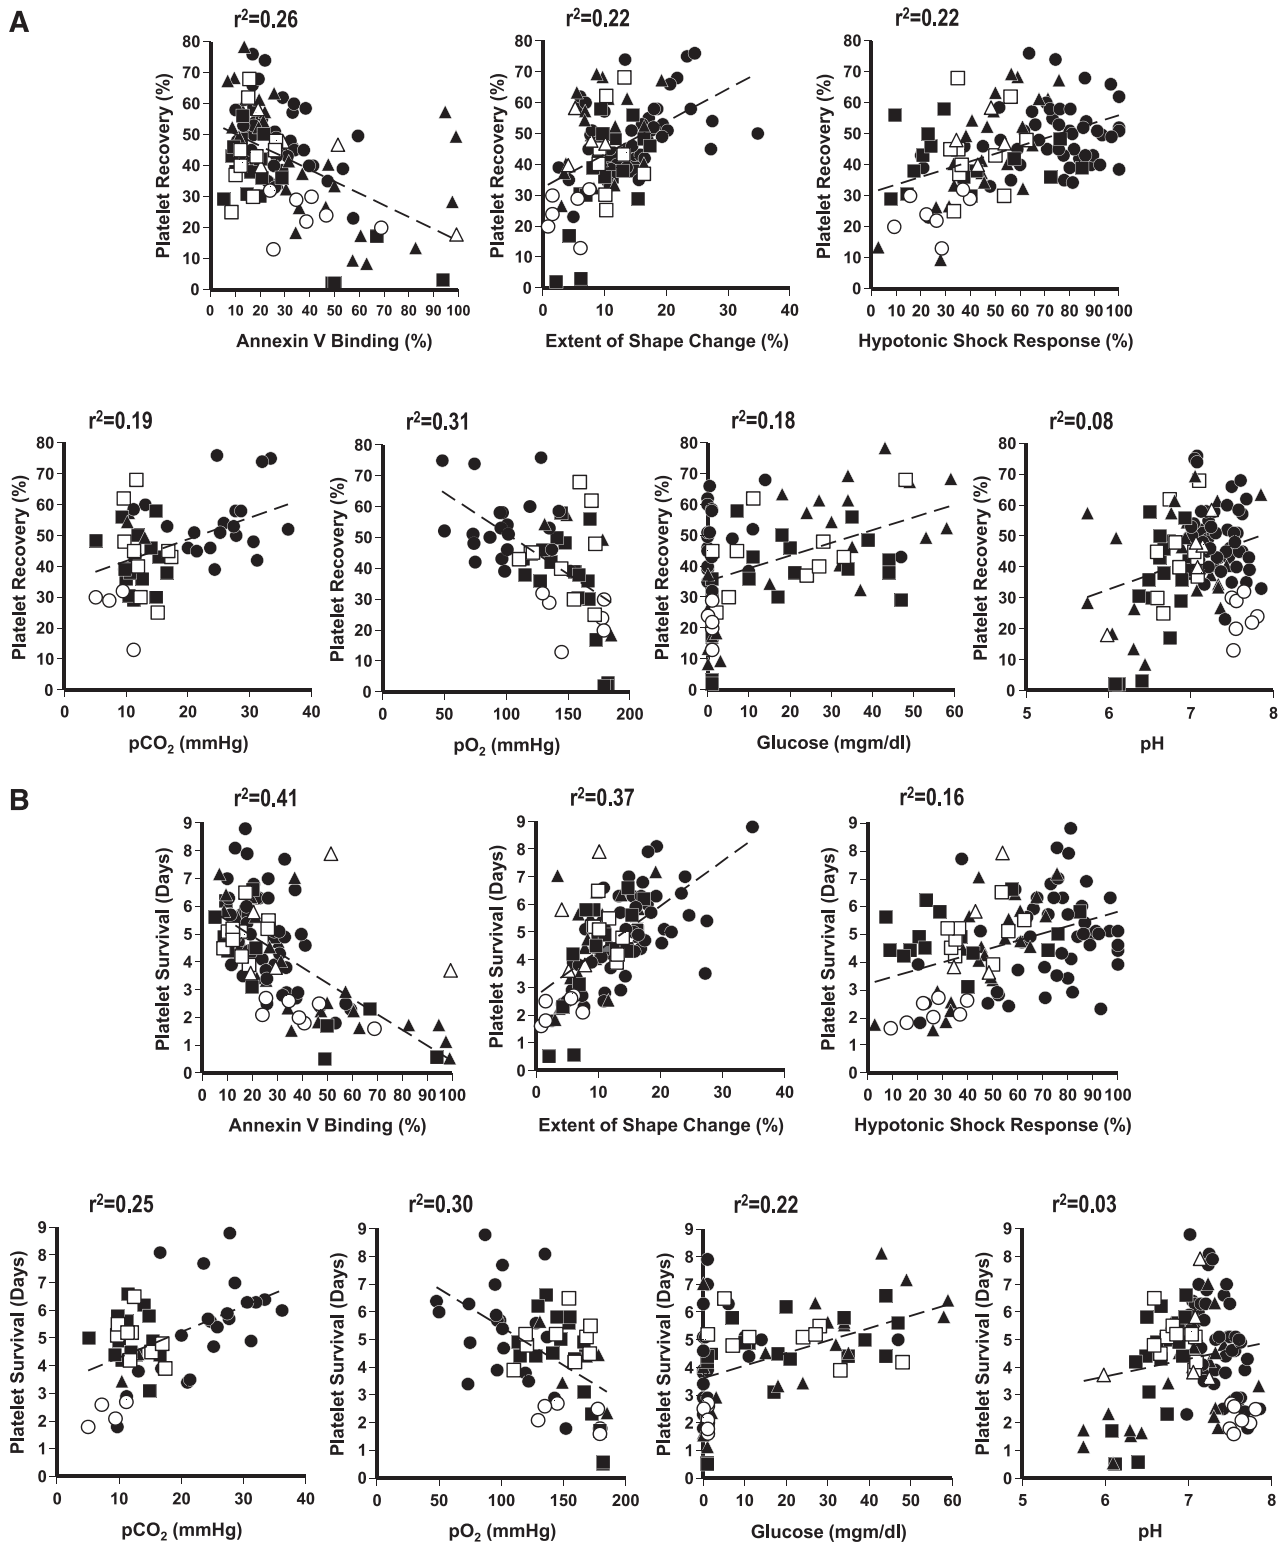 A
r²=0.26
r²=0.22
r²=0.22
Platelet Recovery (%)
80
70
60
50
40
30
20
10
0
0 10 20 30 40 50 60 70 80 90 100
Annexin V Binding (%)
Platelet Recovery (%)
80
70
60
50
40
30
20
10
0
0 10 20 30 40
Extent of Shape Change (%)
Platelet Recovery (%)
80
70
60
50
40
30
20
10
0
0 10 20 30 40 50 60 70 80 90 100
Hypotonic Shock Response (%)
r²=0.19
r²=0.31
r²=0.18
r²=0.08
Platelet Recovery (%)
80
70
60
50
40
30
20
10
0
0 10 20 30 40
pCO₂ (mmHg)
Platelet Recovery (%)
80
70
60
50
40
30
20
10
0
0 50 100 150 200
pO₂ (mmHg)
Platelet Recovery (%)
80
70
60
50
40
30
20
10
0
0 10 20 30 40 50 60
Glucose (mgm/dl)
Platelet Recovery (%)
80
70
60
50
40
30
20
10
0
5 6 7 8
pH
B
r²=0.41
r²=0.37
r²=0.16
Platelet Survival (Days)
9
8
7
6
5
4
3
2
1
0
0 10 20 30 40 50 60 70 80 90 100
Annexin V Binding (%)
Platelet Survival (Days)
9
8
7
6
5
4
3
2
1
0
0 10 20 30 40
Extent of Shape Change (%)
Platelet Survival (Days)
9
8
7
6
5
4
3
2
1
0
0 10 20 30 40 50 60 70 80 90 100
Hypotonic Shock Response (%)
r²=0.25
r²=0.30
r²=0.22
r²=0.03
Platelet Survival (Days)
9
8
7
6
5
4
3
2
1
0
0 10 20 30 40
pCO₂ (mmHg)
Platelet Survival (Days)
9
8
7
6
5
4
3
2
1
0
0 50 100 150 200
pO₂ (mmHg)
Platelet Survival (Days)
9
8
7
6
5
4
3
2
1
0
0 10 20 30 40 50 60
Glucose (mgm/dl)
Platelet Survival (Days)
9
8
7
6
5
4
3
2
1
0
5 6 7 8
pH